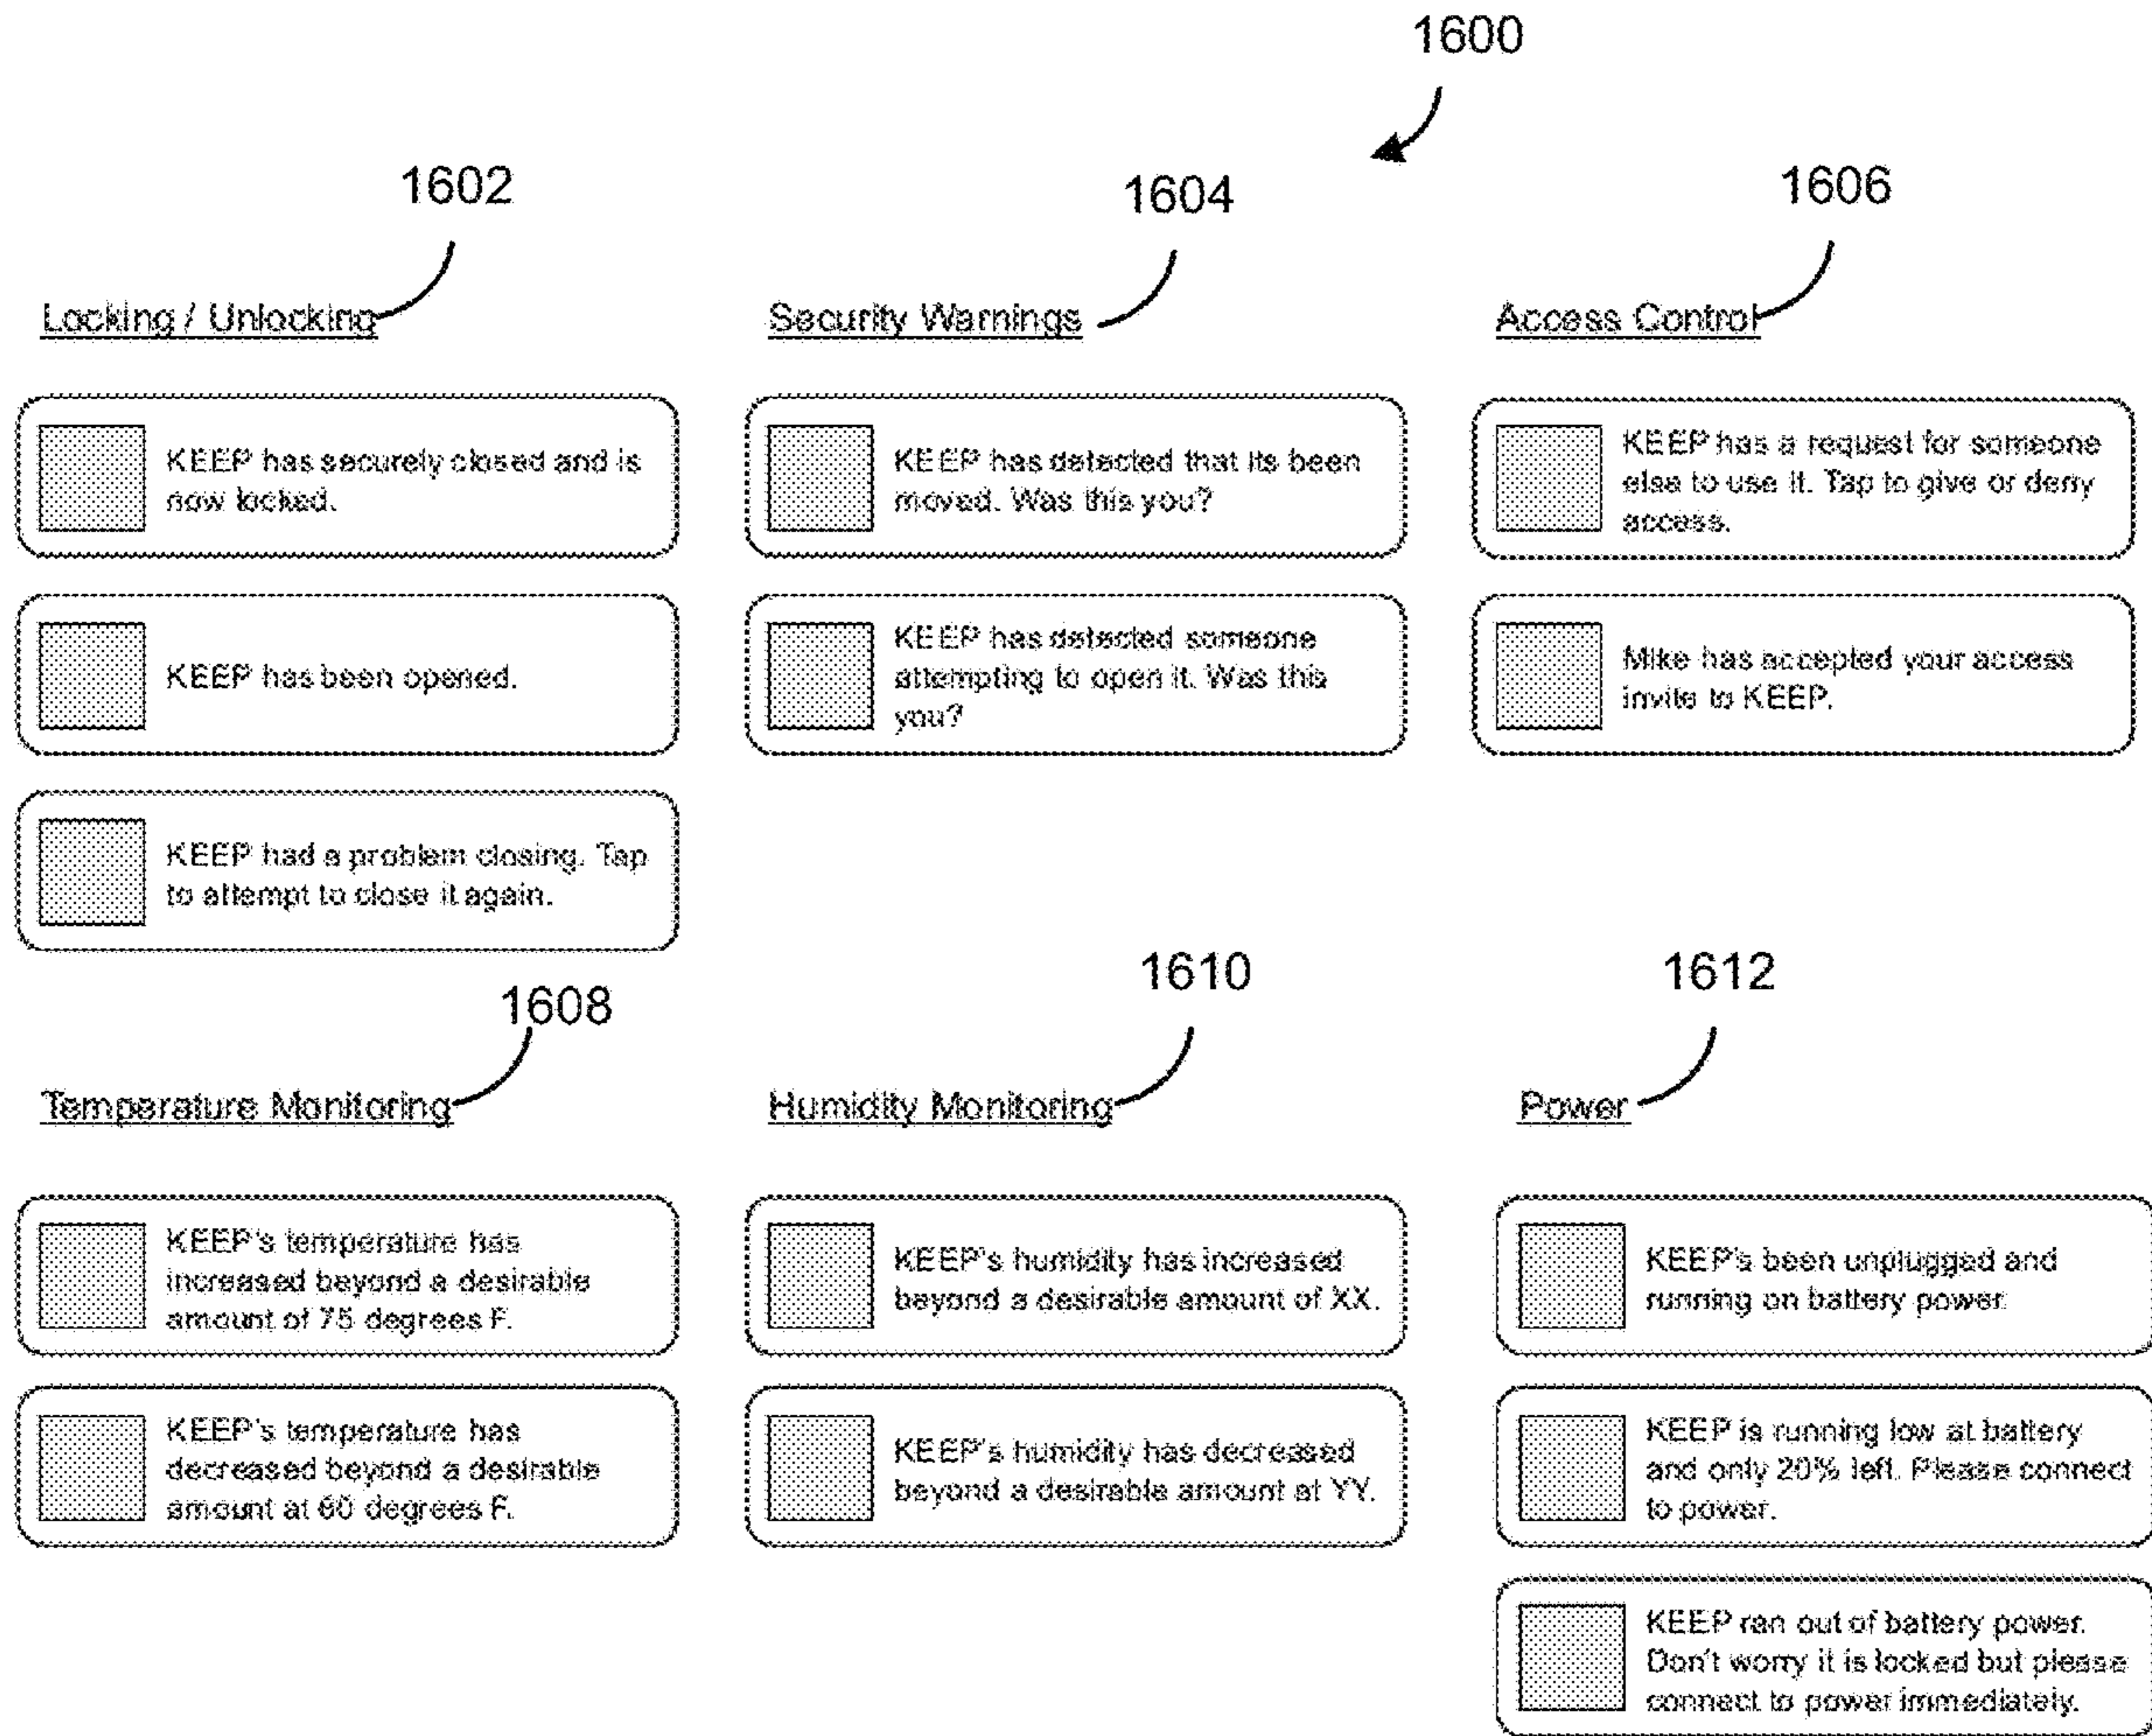 1600
1602
1604
1606
Locking / Unlocking
Security Warnings
Access Control
KEEP has securely closed and is
now locked.
KEEP has been opened.
KEEP had a problem closing. Tap
to attempt to close it again.
KEEP has detected that its been
moved. Was this you?
KEEP has detected someone
attempting to open it. Was this
you?
KEEP has a request for someone
else to use it. Tap to give or deny
access.
Mike has accepted your access
invite to KEEP.
1608
1610
1612
Temperature Monitoring
Humidity Monitoring
Power
KEEP's temperature has
increased beyond a desirable
amount of 75 degrees F.
KEEP's temperature has
decreased beyond a desirable
amount at 60 degrees F.
KEEP's humidity has increased
beyond a desirable amount of XX.
KEEP's humidity has decreased
beyond a desirable amount at YY.
KEEP's been unplugged and
running on battery power.
KEEP is running low at battery
and only 20% left. Please connect
to power.
KEEP ran out of battery power.
Don't worry it is locked but please
connect to power immediately.